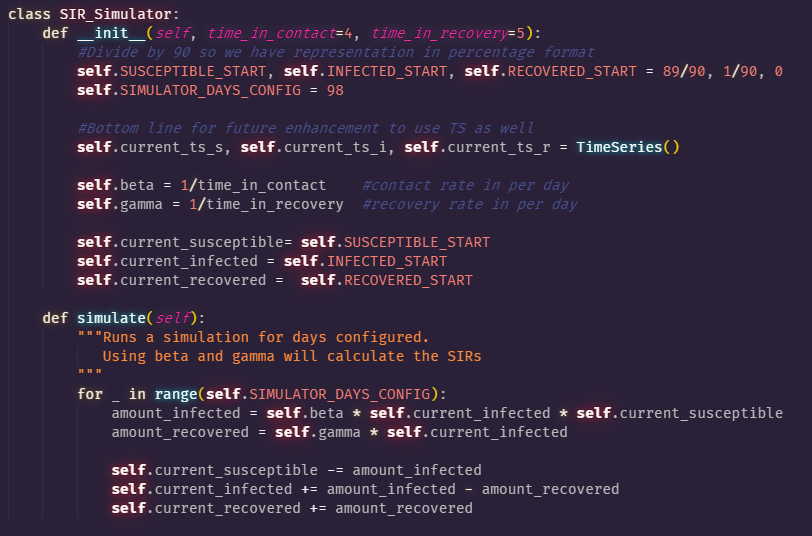 class SIR_Simulator:
    def __init__(self, time_in_contact=4, time_in_recovery=5):
        #Divide by 90 so we have representation in percentage format
        self.SUSCEPTIBLE_START, self.INFECTED_START, self.RECOVERED_START = 89/90, 1/90, 0
        self.SIMULATOR_DAYS_CONFIG = 98

        #Bottom line for future enhancement to use TS as well
        self.current_ts_s, self.current_ts_i, self.current_ts_r = TimeSeries()

        self.beta = 1/time_in_contact    #contact rate in per day
        self.gamma = 1/time_in_recovery  #recovery rate in per day

        self.current_susceptible= self.SUSCEPTIBLE_START
        self.current_infected = self.INFECTED_START
        self.current_recovered =  self.RECOVERED_START

    def simulate(self):
        """Runs a simulation for days configured.
           Using beta and gamma will calculate the SIRs
        """
        for _ in range(self.SIMULATOR_DAYS_CONFIG):
            amount_infected = self.beta * self.current_infected * self.current_susceptible
            amount_recovered = self.gamma * self.current_infected

            self.current_susceptible -= amount_infected
            self.current_infected += amount_infected - amount_recovered
            self.current_recovered += amount_recovered